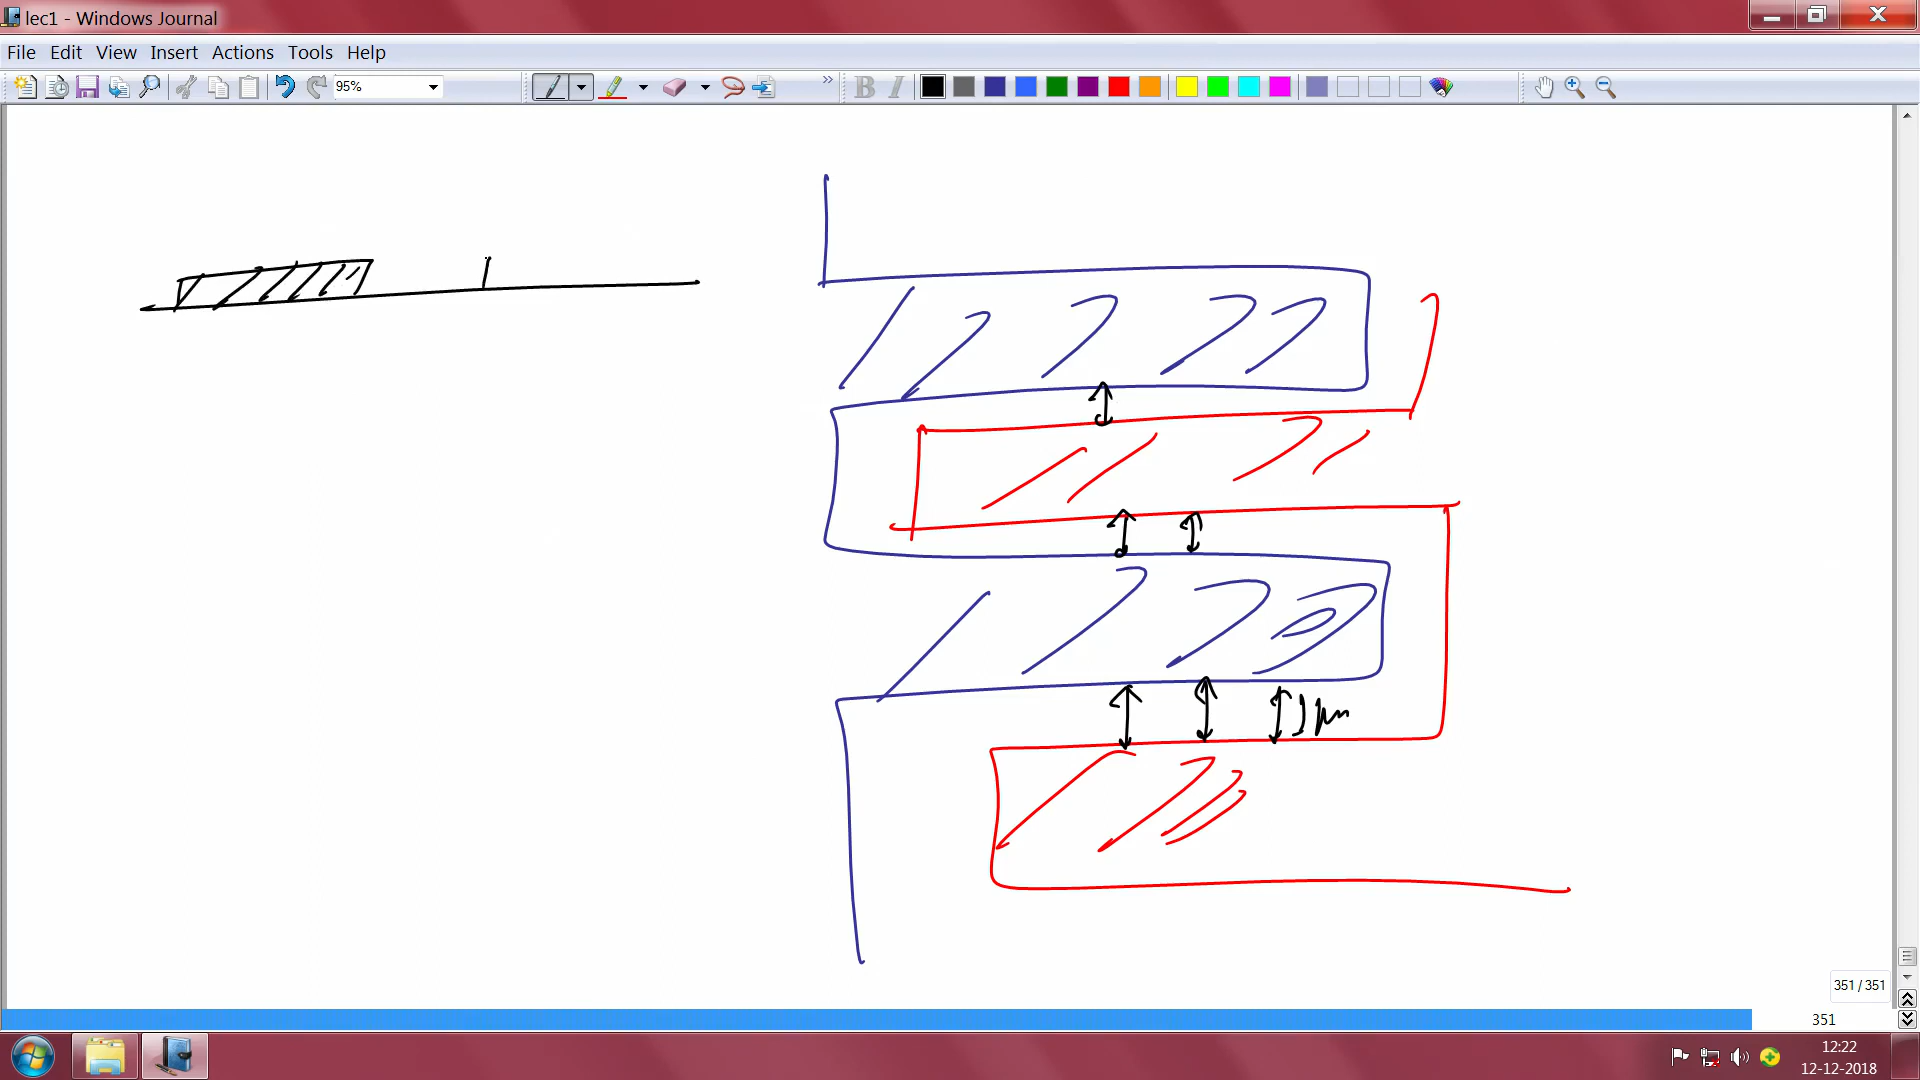 lec1 - Windows Journal
File Edit View Insert Actions Tools Help
95%
B I
1 μm
351 / 351
351
12:22
12-12-2018